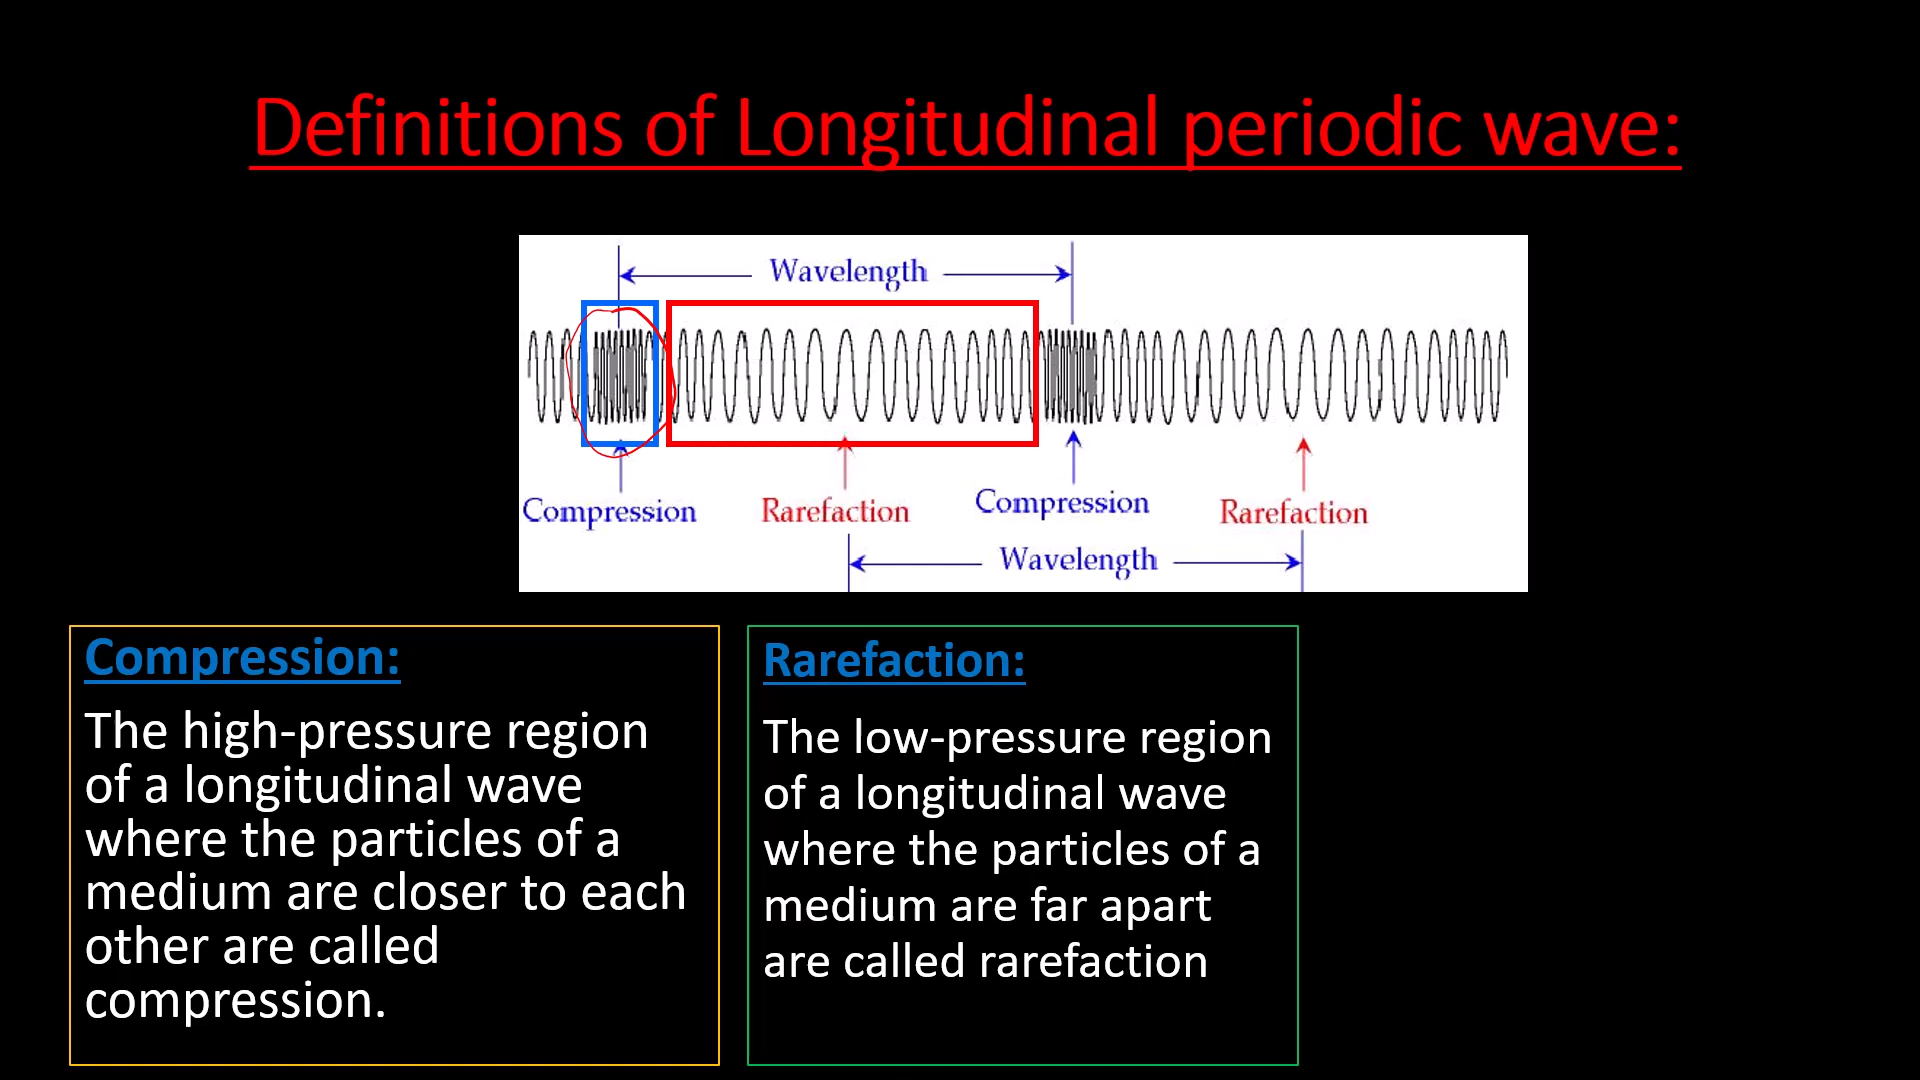 Definitions of Longitudinal periodic wave:
Wavelength
Compression
Rarefaction
Compression
Rarefaction
Wavelength
Compression:
The high-pressure region
of a longitudinal wave
where the particles of a
medium are closer to each
other are called
compression.
Rarefaction:
The low-pressure region
of a longitudinal wave
where the particles of a
medium are far apart
are called rarefaction